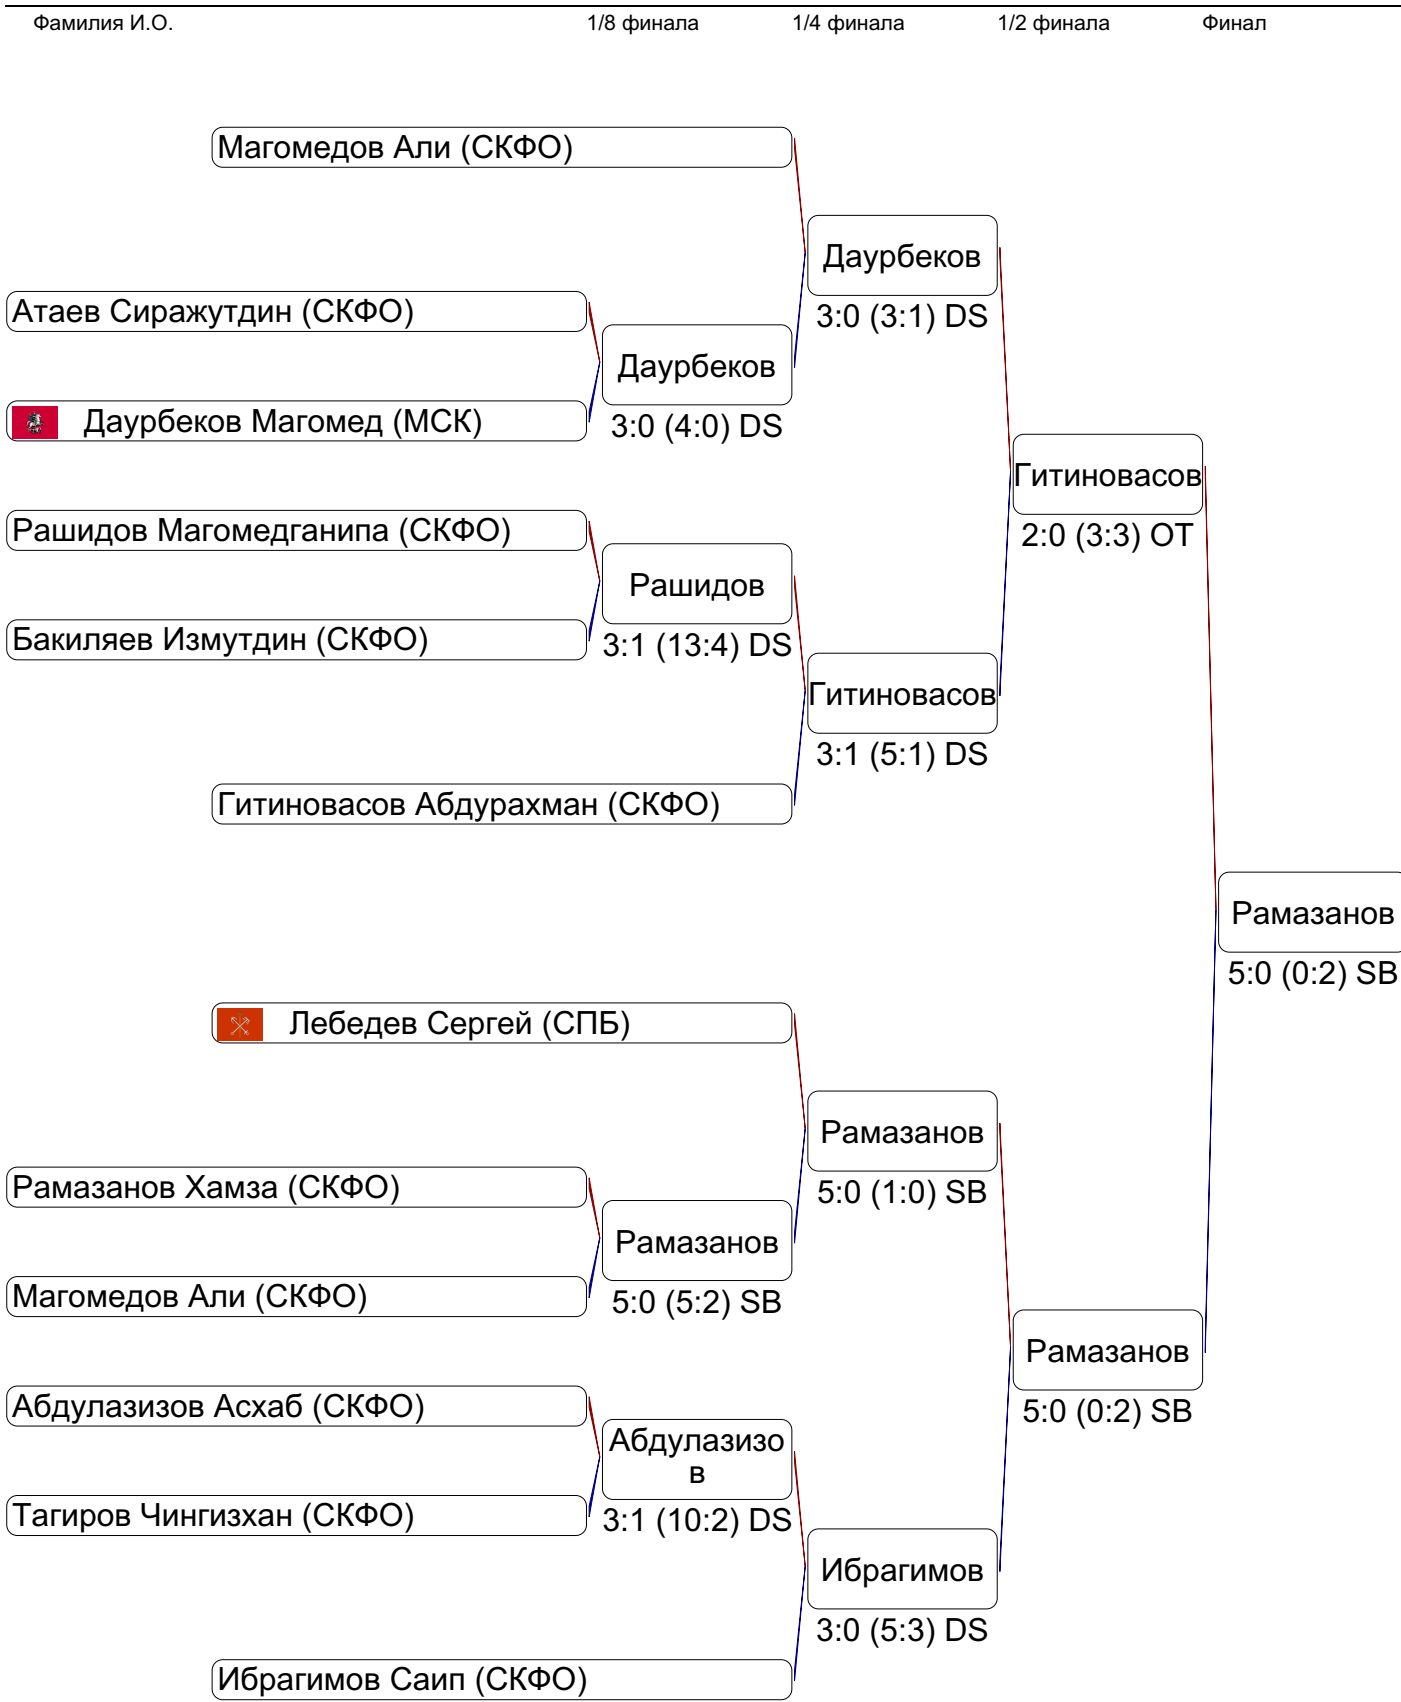 Фамилия И.О. 1/8 финала 1/4 финала 1/2 финала Финал
Магомедов Али (СКФО)
Даурбеков
3:0 (3:1) DS
Атаев Сиражутдин (СКФО)
Даурбеков
3:0 (4:0) DS
Даурбеков Магомед (МСК)
Гитиновасов
2:0 (3:3) OT
Рашидов Магомедганипа (СКФО)
Рашидов
3:1 (13:4) DS
Бакиляев Измутдин (СКФО)
Гитиновасов
3:1 (5:1) DS
Гитиновасов Абдурахман (СКФО)
Рамазанов
5:0 (0:2) SB
Лебедев Сергей (СПБ)
Рамазанов
5:0 (1:0) SB
Рамазанов Хамза (СКФО)
Рамазанов
5:0 (5:2) SB
Магомедов Али (СКФО)
Рамазанов
5:0 (0:2) SB
Абдулазизов Асхаб (СКФО)
Абдулазизо
в
3:1 (10:2) DS
Тагиров Чингизхан (СКФО)
Ибрагимов
3:0 (5:3) DS
Ибрагимов Саип (СКФО)